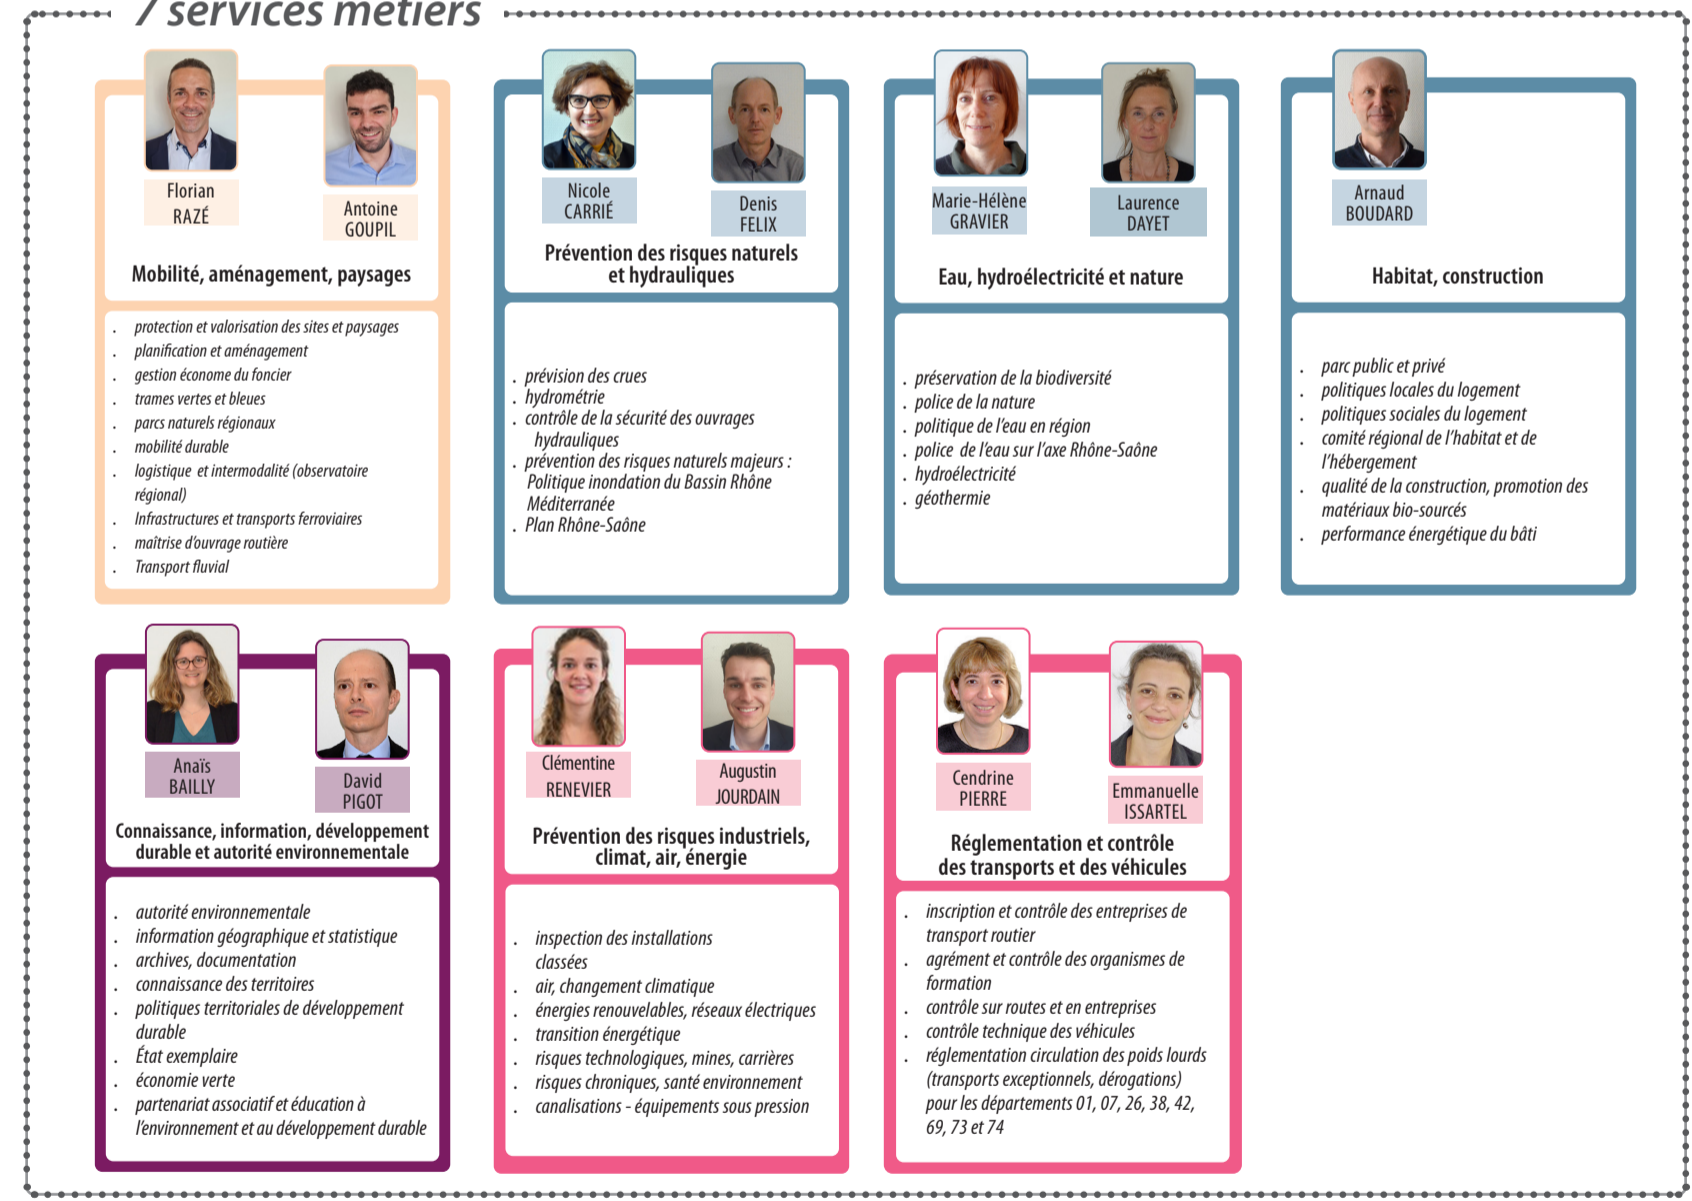 7 services métiers
Florian
RAZÉ
Antoine
GOUPIL
Mobilité, aménagement, paysages
. protection et valorisation des sites et paysages
. planification et aménagement
. gestion économe du foncier
. trames vertes et bleues
. parcs naturels régionaux
. mobilité durable
. logistique et intermodalité (observatoire
régional)
. Infrastructures et transports ferroviaires
. maîtrise d'ouvrage routière
. Transport fluvial
Nicole
CARRIÉ
Denis
FELIX
Prévention des risques naturels
et hydrauliques
. prévision des crues
. hydrométrie
. contrôle de la sécurité des ouvrages
hydrauliques
. prévention des risques naturels majeurs :
Politique inondation du Bassin Rhône
Méditerranée
. Plan Rhône-Saône
Marie-Hélène
GRAVIER
Laurence
DAYET
Eau, hydroélectricité et nature
. préservation de la biodiversité
. police de la nature
. politique de l'eau en région
. police de l'eau sur l'axe Rhône-Saône
. hydroélectricité
. géothermie
Arnaud
BOUDARD
Habitat, construction
. parc public et privé
. politiques locales du logement
. politiques sociales du logement
. comité régional de l'habitat et de
l'hébergement
. qualité de la construction, promotion des
matériaux bio-sourcés
. performance énergétique du bâti
Anaïs
BAILLY
David
PIGOT
Connaissance, information, développement
durable et autorité environnementale
. autorité environnementale
. information géographique et statistique
. archives, documentation
. connaissance des territoires
. politiques territoriales de développement
durable
. État exemplaire
. économie verte
. partenariat associatif et éducation à
l'environnement et au développement durable
Clémentine
RENEVIER
Augustin
JOURDAIN
Prévention des risques industriels,
climat, air, énergie
. inspection des installations
classées
. air, changement climatique
. énergies renouvelables, réseaux électriques
. transition énergétique
. risques technologiques, mines, carrières
. risques chroniques, santé environnement
. canalisations - équipements sous pression
Cendrine
PIERRE
Emmanuelle
ISSARTEL
Réglementation et contrôle
des transports et des véhicules
. inscription et contrôle des entreprises de
transport routier
. agrément et contrôle des organismes de
formation
. contrôle sur routes et en entreprises
. contrôle technique des véhicules
. réglementation circulation des poids lourds
(transports exceptionnels, dérogations)
pour les départements 01, 07, 26, 38, 42,
69, 73 et 74